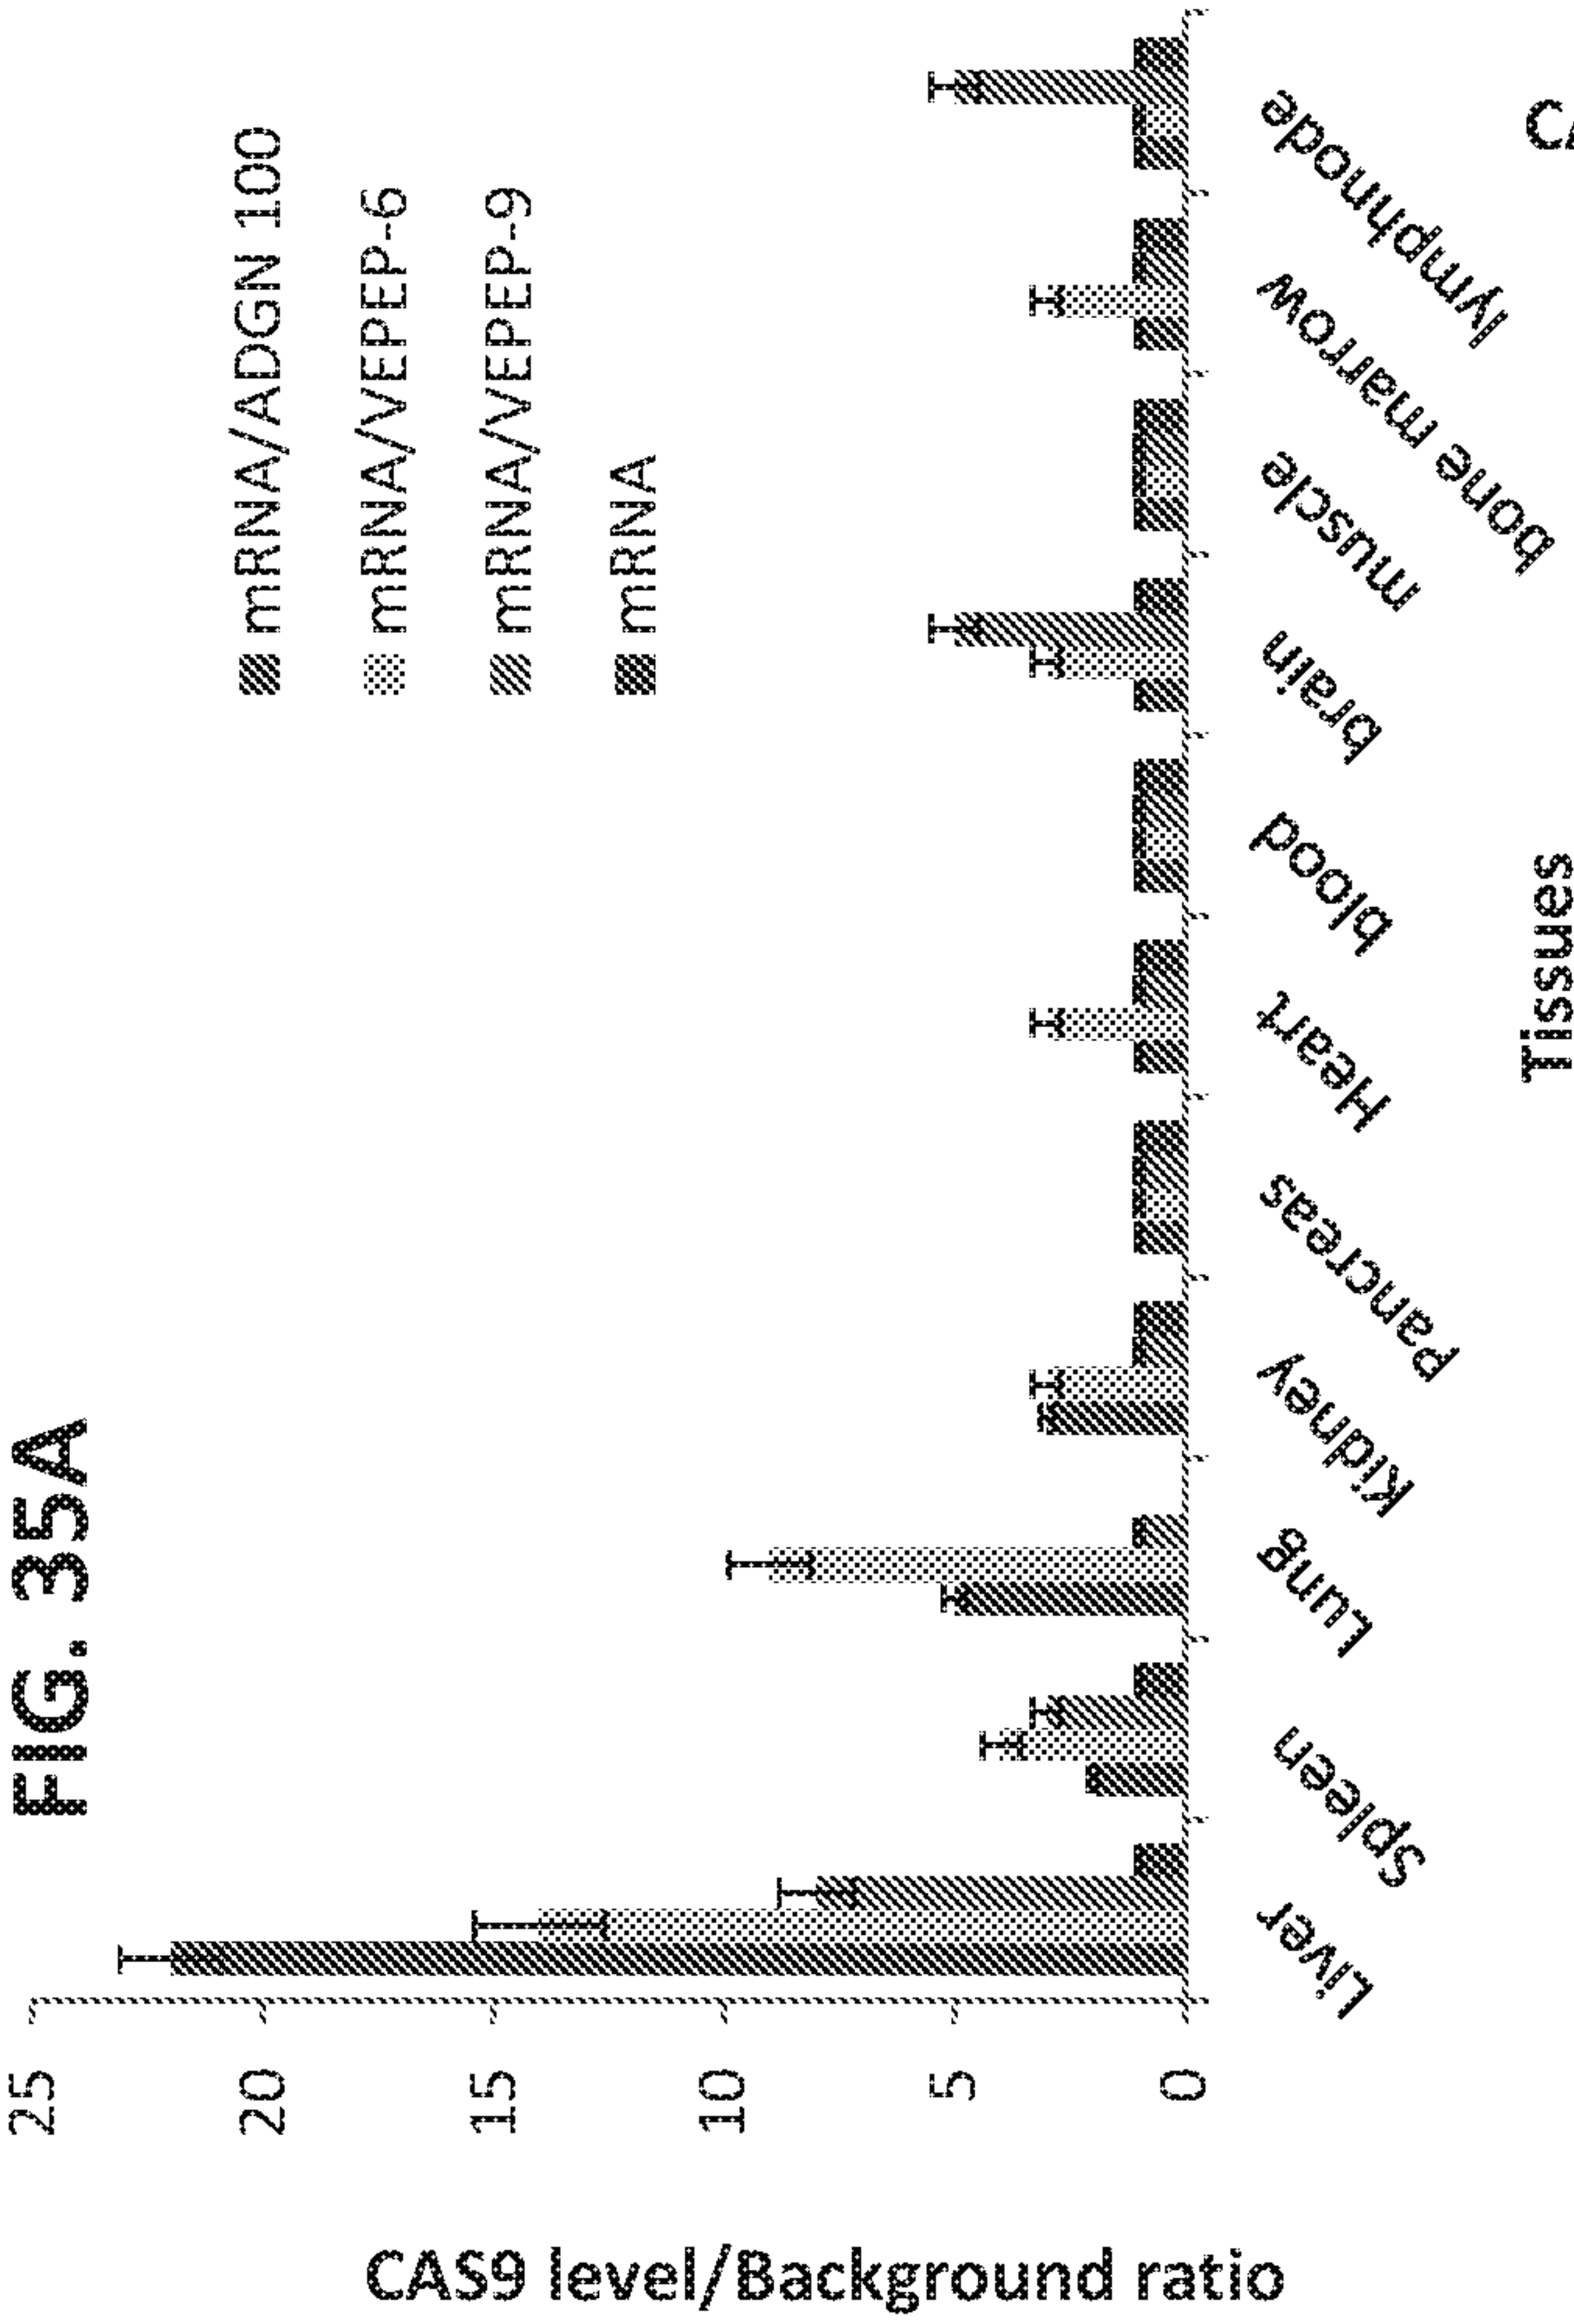 FIG. 35A
CAS9 level/Background ratio
25
20
15
10
5
0
mRNA/ADGN 100
mRNA/VEPEP-6
mRNA/VEPEP-9
mRNA
Liver
Spleen
Lung
Kidney
Pancreas
Heart
blood
brain
muscle
bone marrow
lymphnode
Tissues